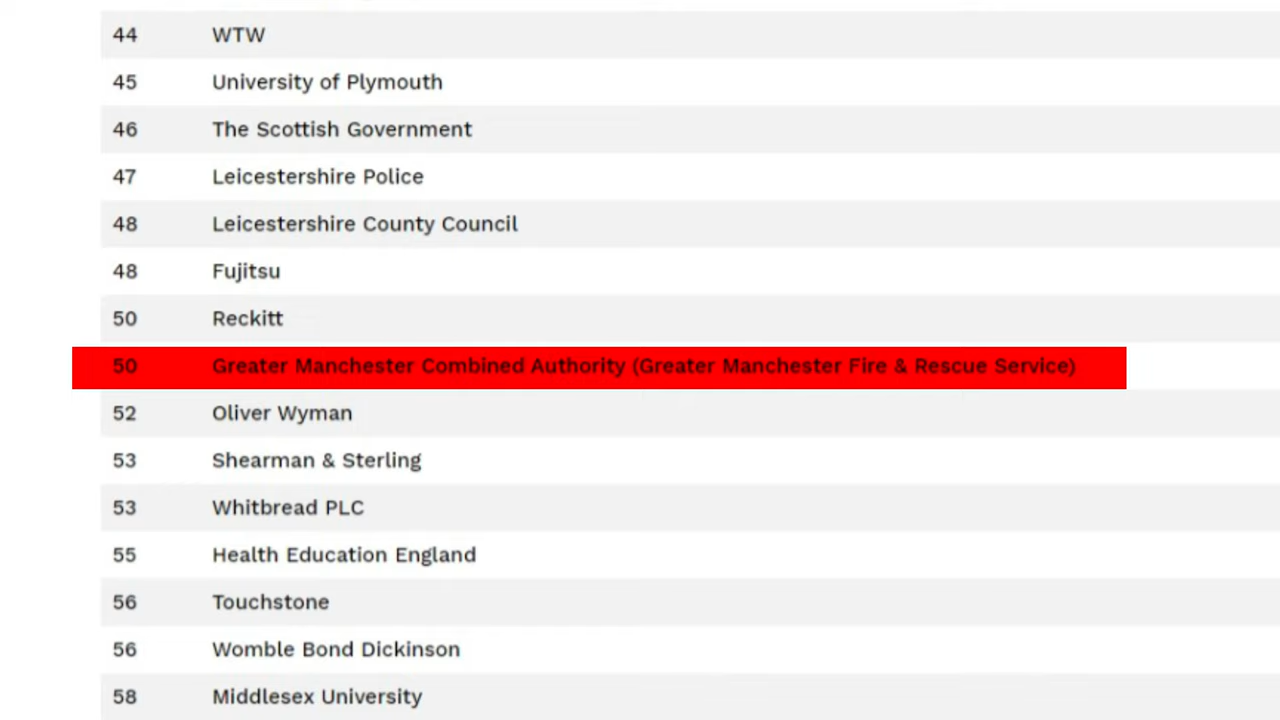 44 WTW
45 University of Plymouth
46 The Scottish Government
47 Leicestershire Police
48 Leicestershire County Council
48 Fujitsu
50 Reckitt
50 Greater Manchester Combined Authority (Greater Manchester Fire & Rescue Service)
52 Oliver Wyman
53 Shearman & Sterling
53 Whitbread PLC
55 Health Education England
56 Touchstone
56 Womble Bond Dickinson
58 Middlesex University